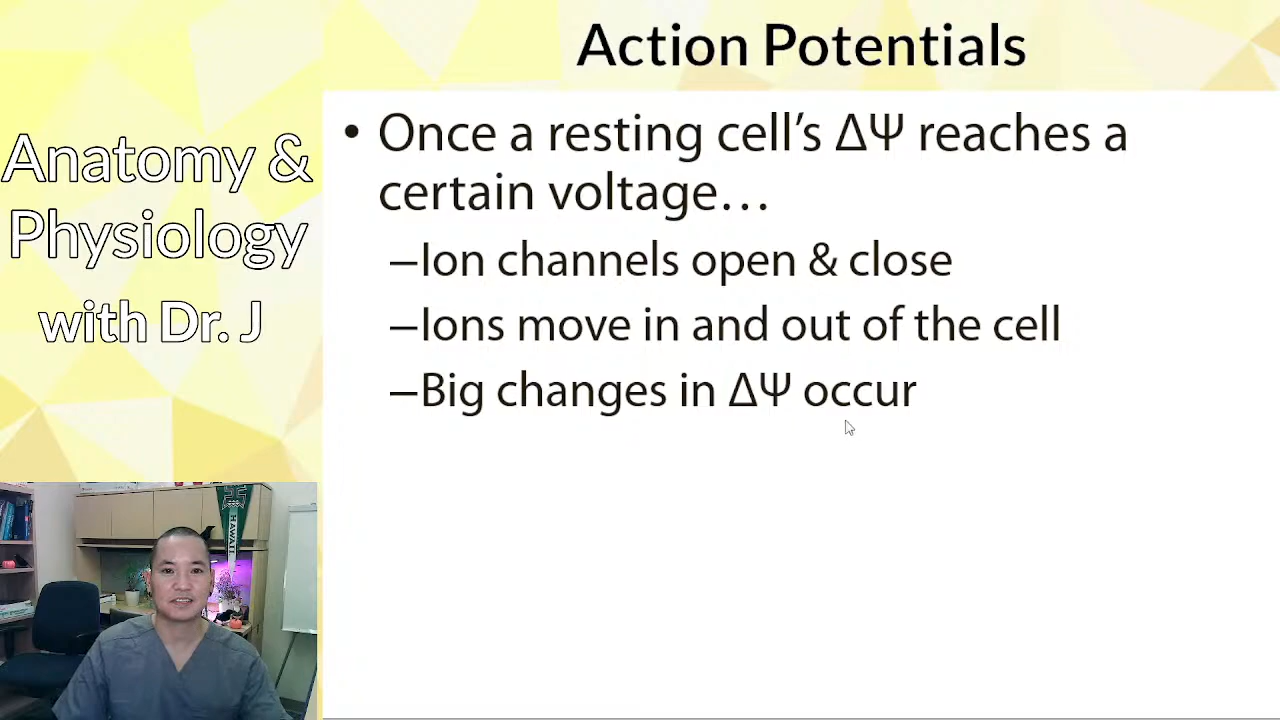 Action Potentials
Anatomy &
Physiology
with Dr. J
• Once a resting cell’s ΔΨ reaches a
certain voltage…
–Ion channels open & close
–Ions move in and out of the cell
–Big changes in ΔΨ occur
HAWAII